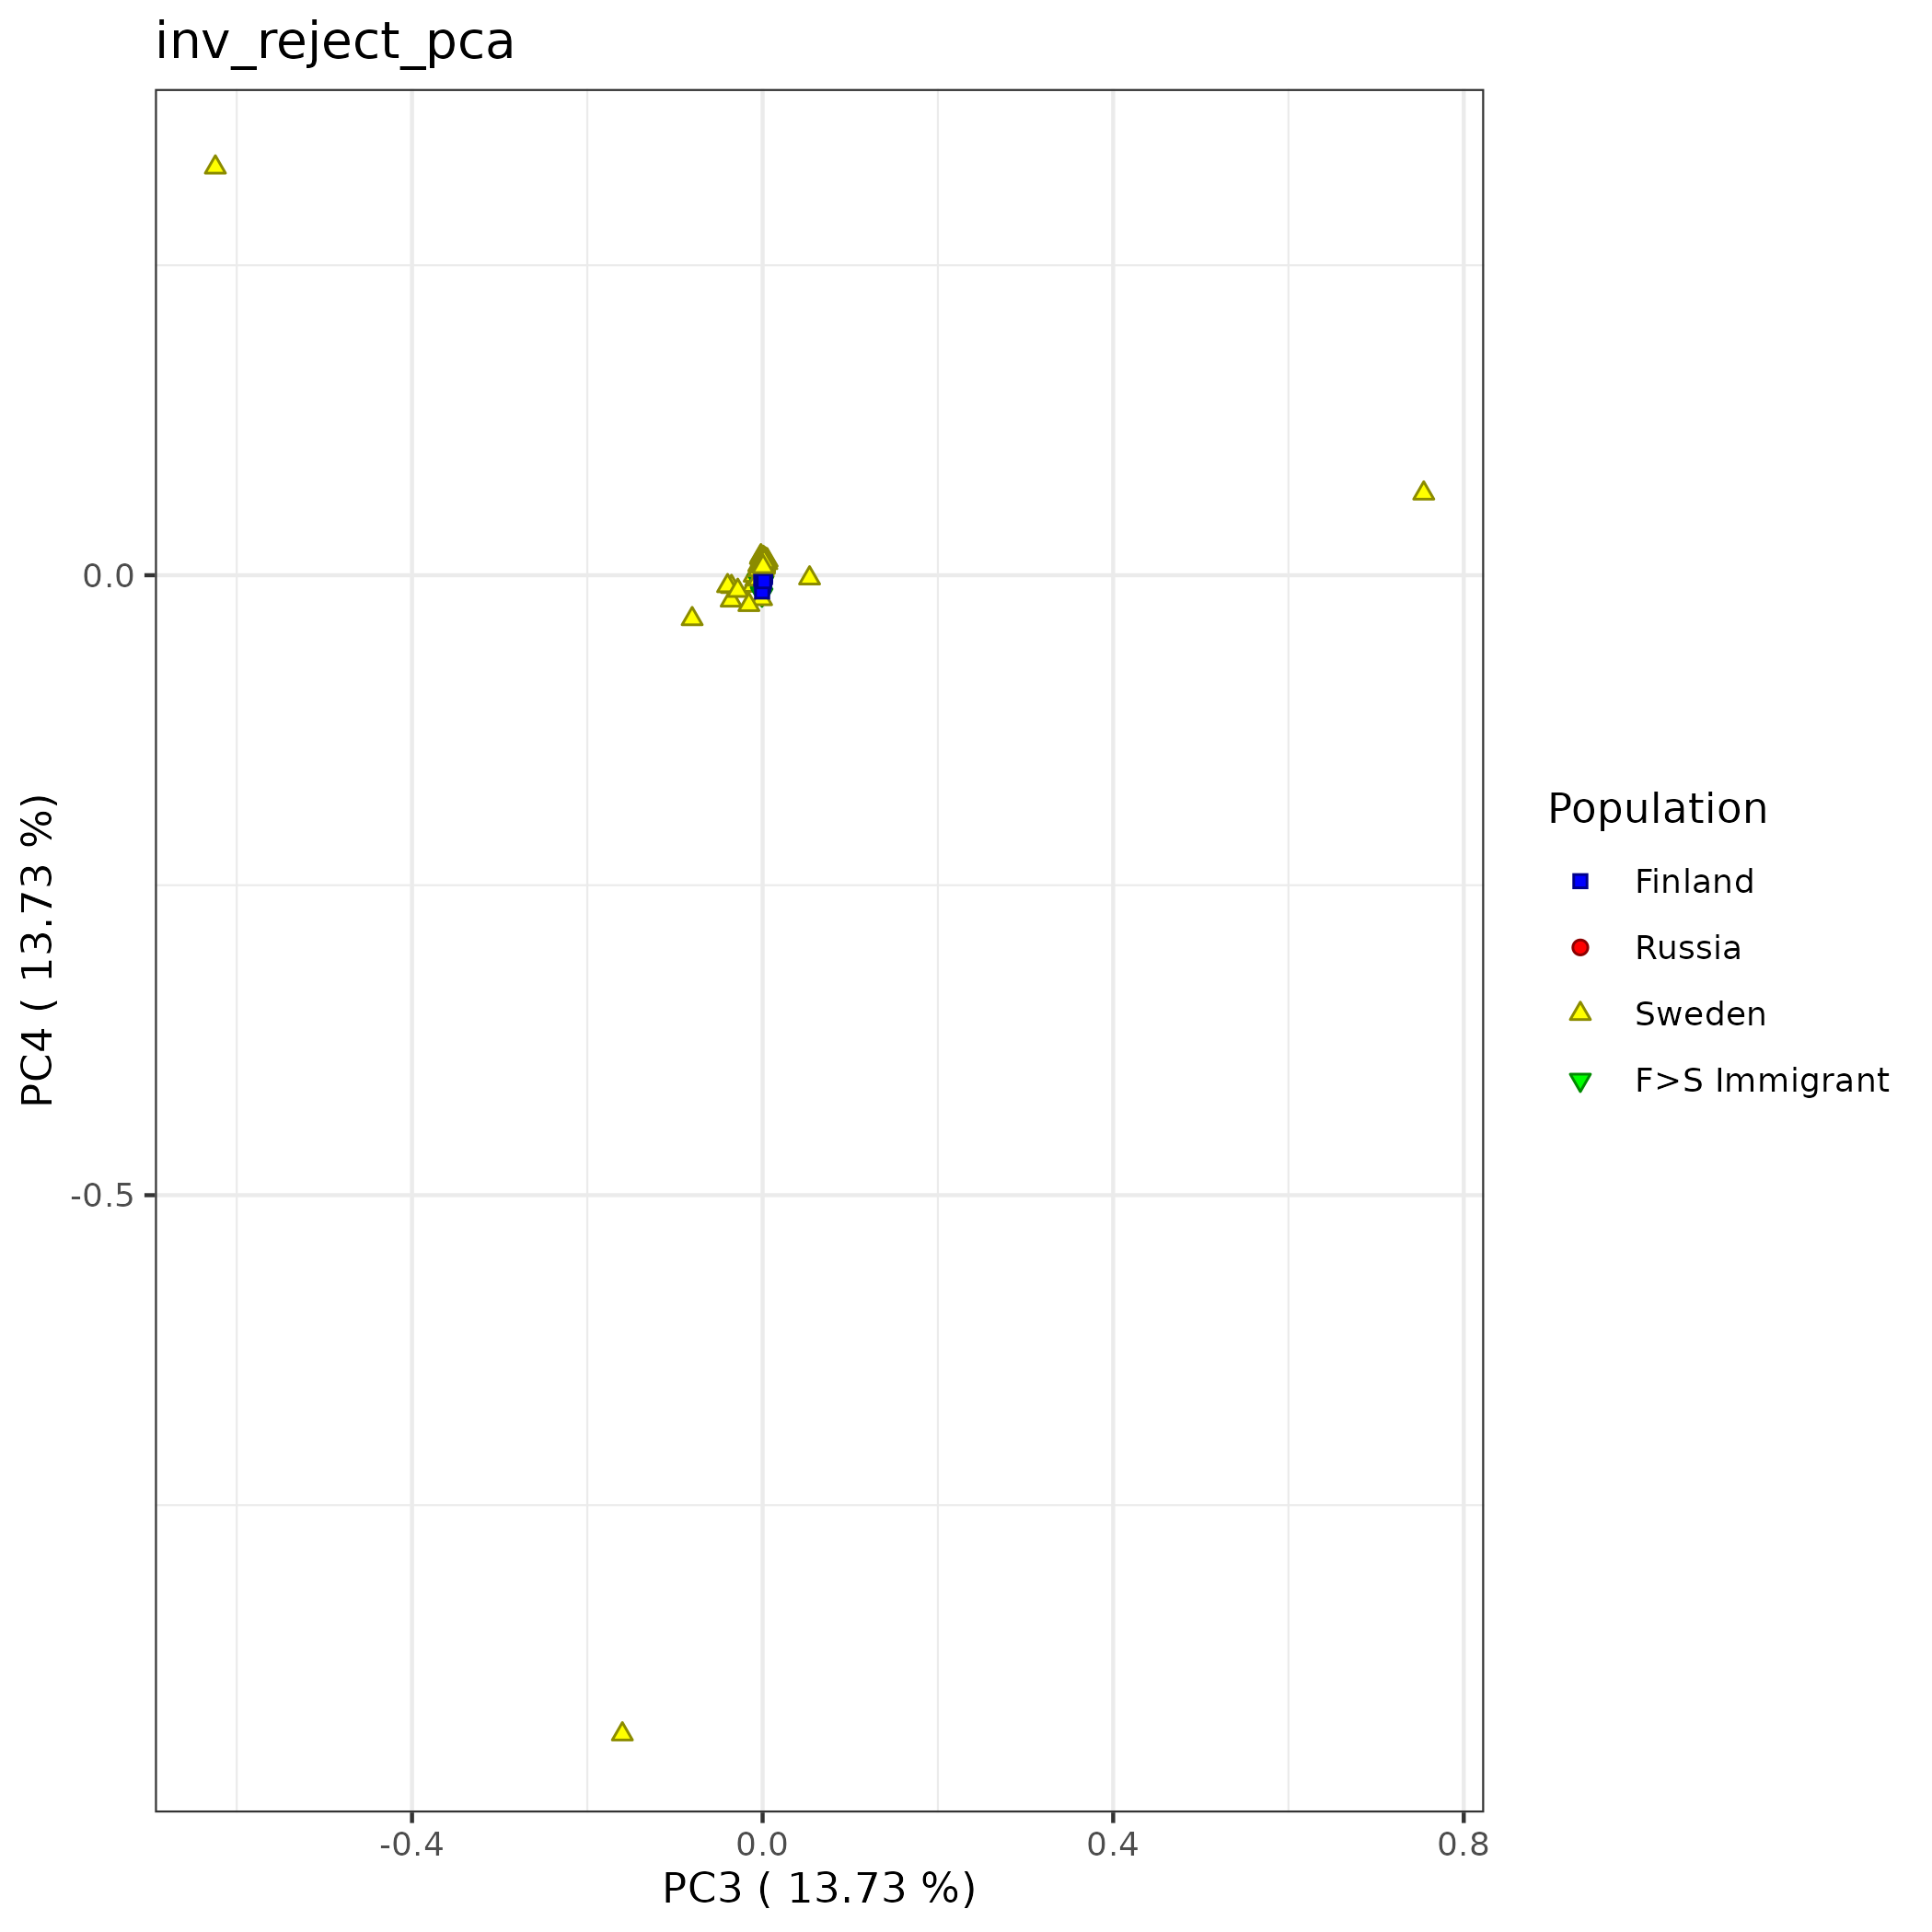 inv_reject_pca
0.0
-0.5
PC4 ( 13.73 %)
-0.4
0.0
0.4
0.8
PC3 ( 13.73 %)
Population
Finland
Russia
Sweden
F>S Immigrant